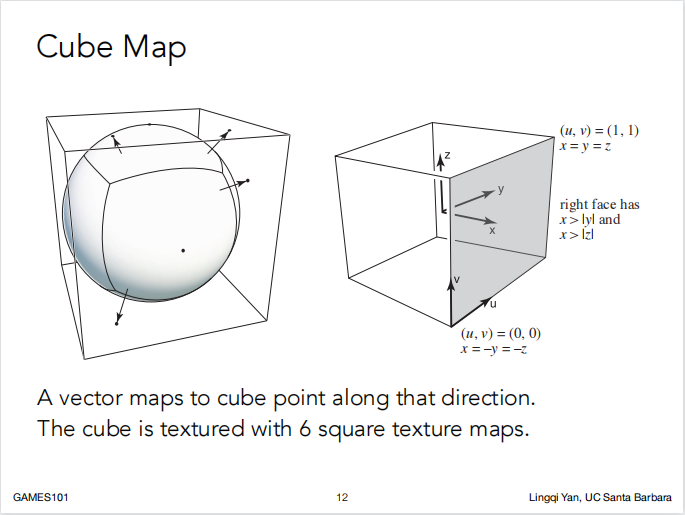 Cube Map
(u, v) = (1, 1)
x = y = z
z
y
x
right face has
x > |y| and
x > |z|
v
u
(u, v) = (0, 0)
x = –y = –z
A vector maps to cube point along that direction.
The cube is textured with 6 square texture maps.
GAMES101
12
Lingqi Yan, UC Santa Barbara